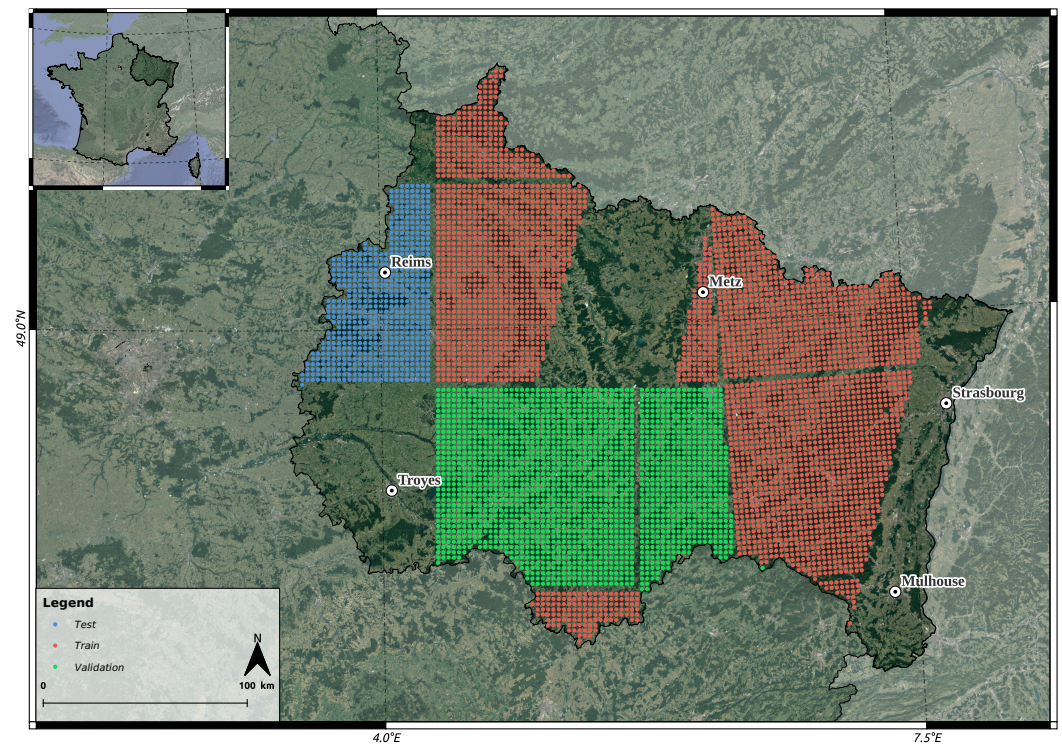 Reims
Metz
49.0°N
Strasbourg
Troyes
Mulhouse
Legend
Test
Train
Validation
N
0 100 km
4.0°E 7.5°E